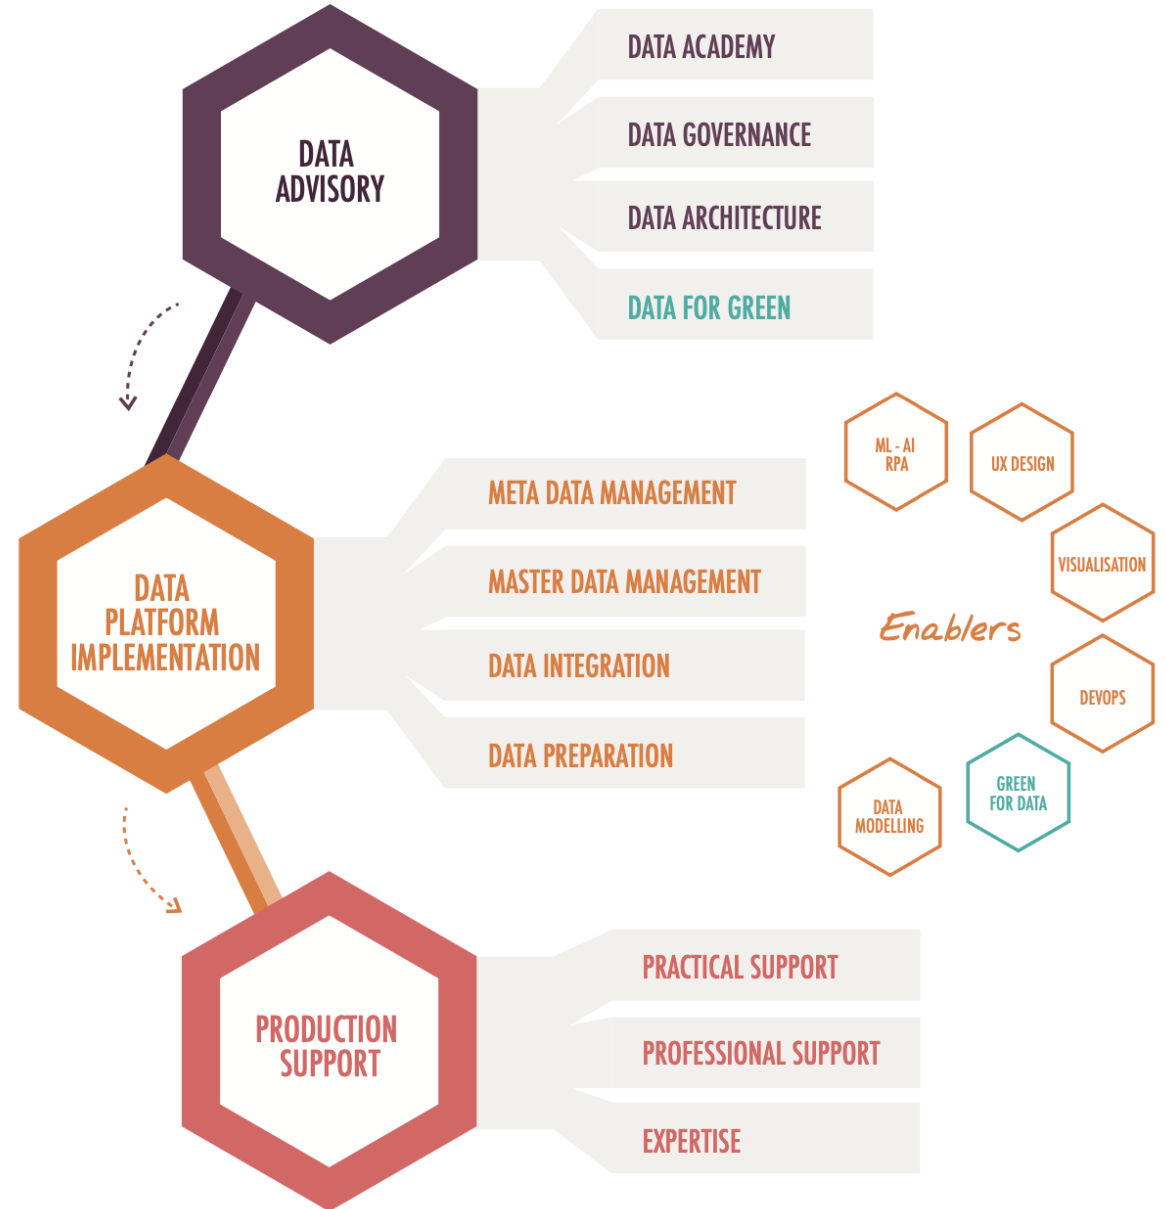 DATA
ADVISORY
DATA ACADEMY
DATA GOVERNANCE
DATA ARCHITECTURE
DATA FOR GREEN
DATA
PLATFORM
IMPLEMENTATION
META DATA MANAGEMENT
MASTER DATA MANAGEMENT
DATA INTEGRATION
DATA PREPARATION
Enablers
ML - AI
RPA
UX DESIGN
VISUALISATION
DEVOPS
GREEN
FOR DATA
DATA
MODELLING
PRODUCTION
SUPPORT
PRACTICAL SUPPORT
PROFESSIONAL SUPPORT
EXPERTISE